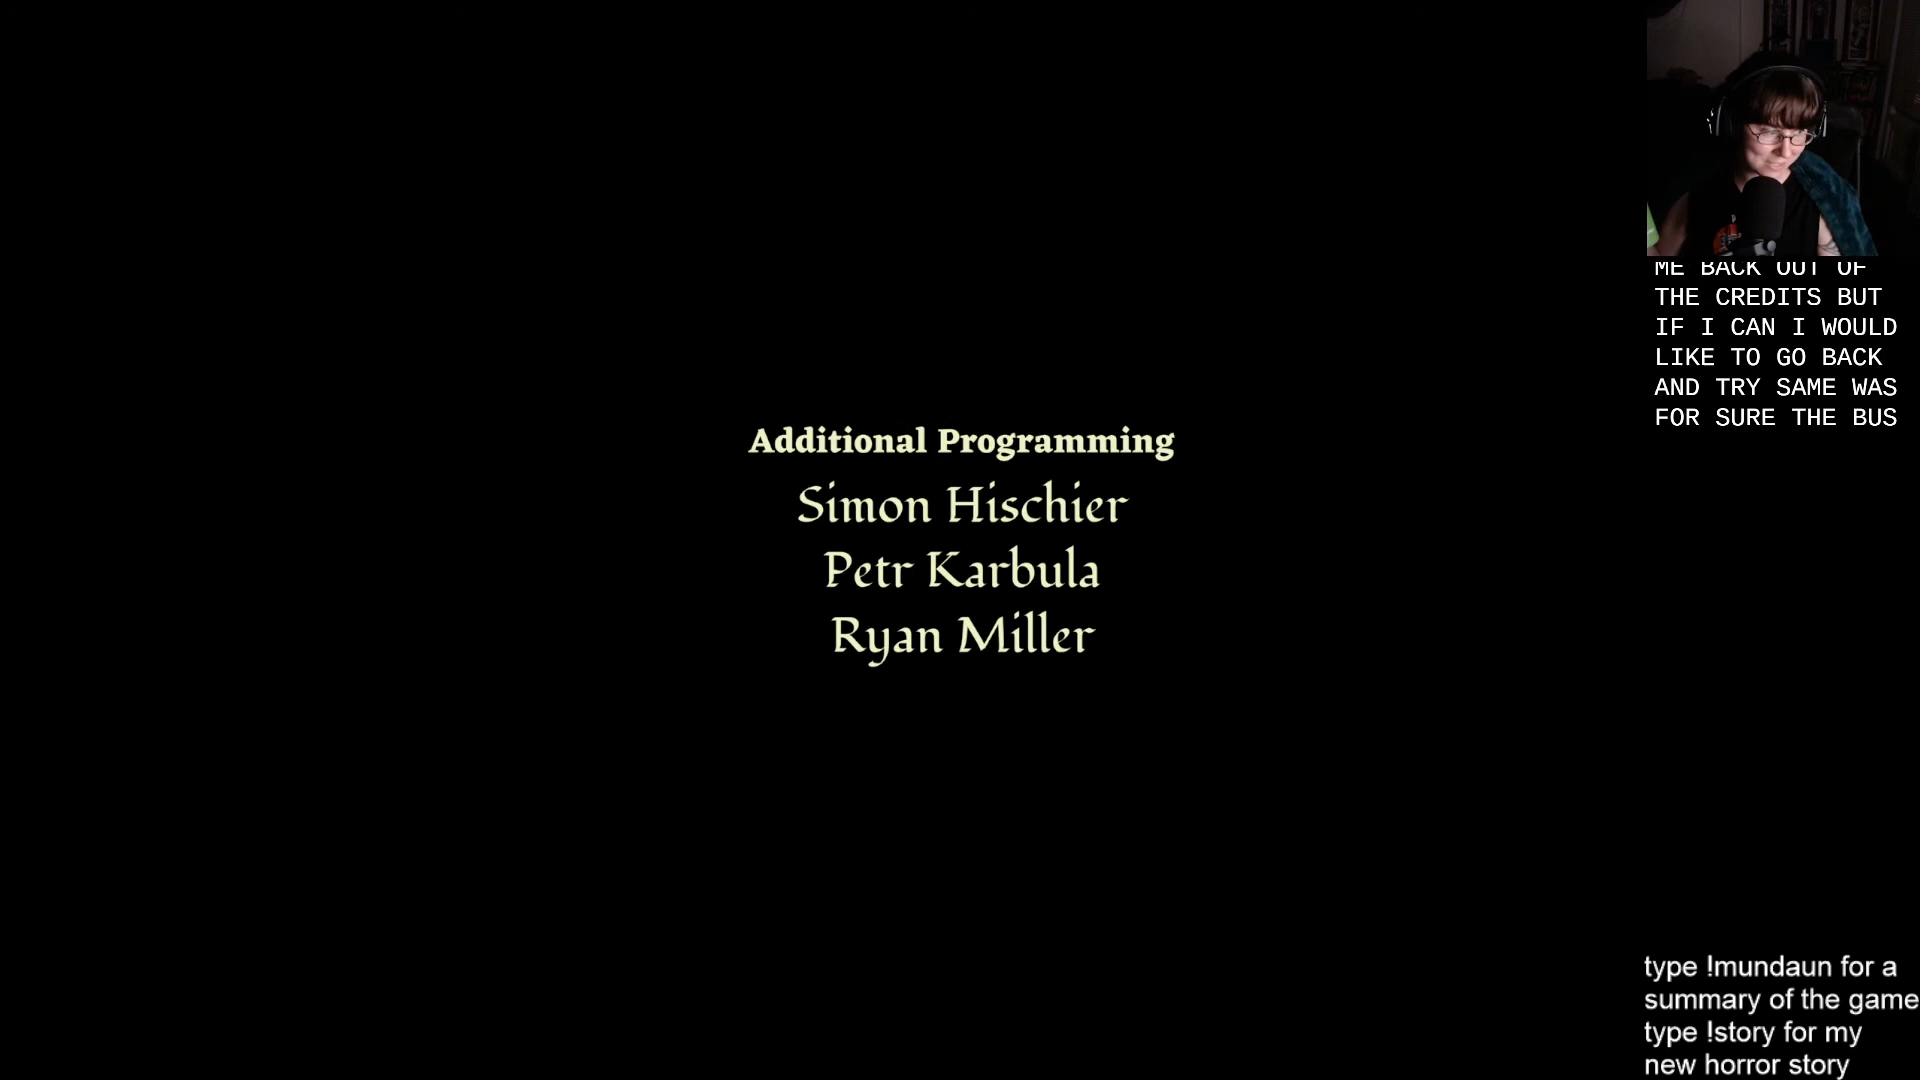 ME BACK OUT OF
THE CREDITS BUT
IF I CAN I WOULD
LIKE TO GO BACK
AND TRY SAME WAS
FOR SURE THE BUS
Additional Programming
Simon Hischier
Petr Karbula
Ryan Miller
type !mundaun for a
summary of the game
type !story for my
new horror story